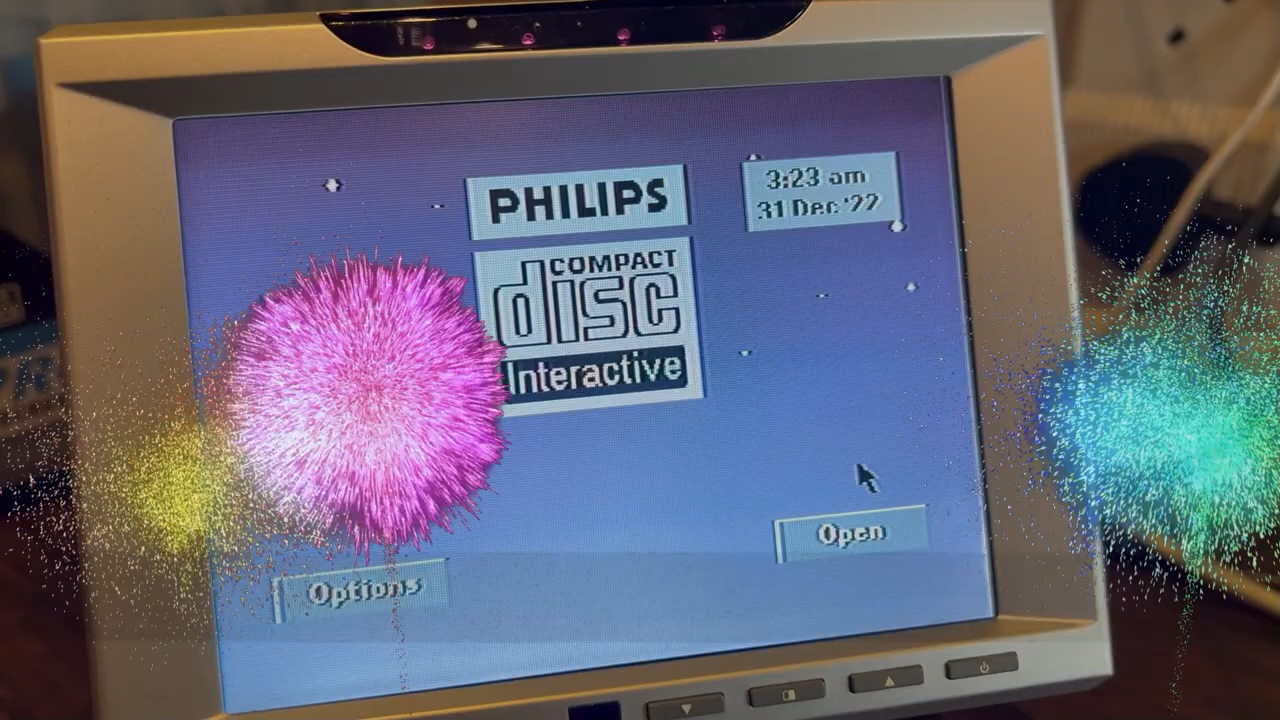 PHILIPS
3:23 am
31 Dec '22
COMPACT
disc
Interactive
Open
Options